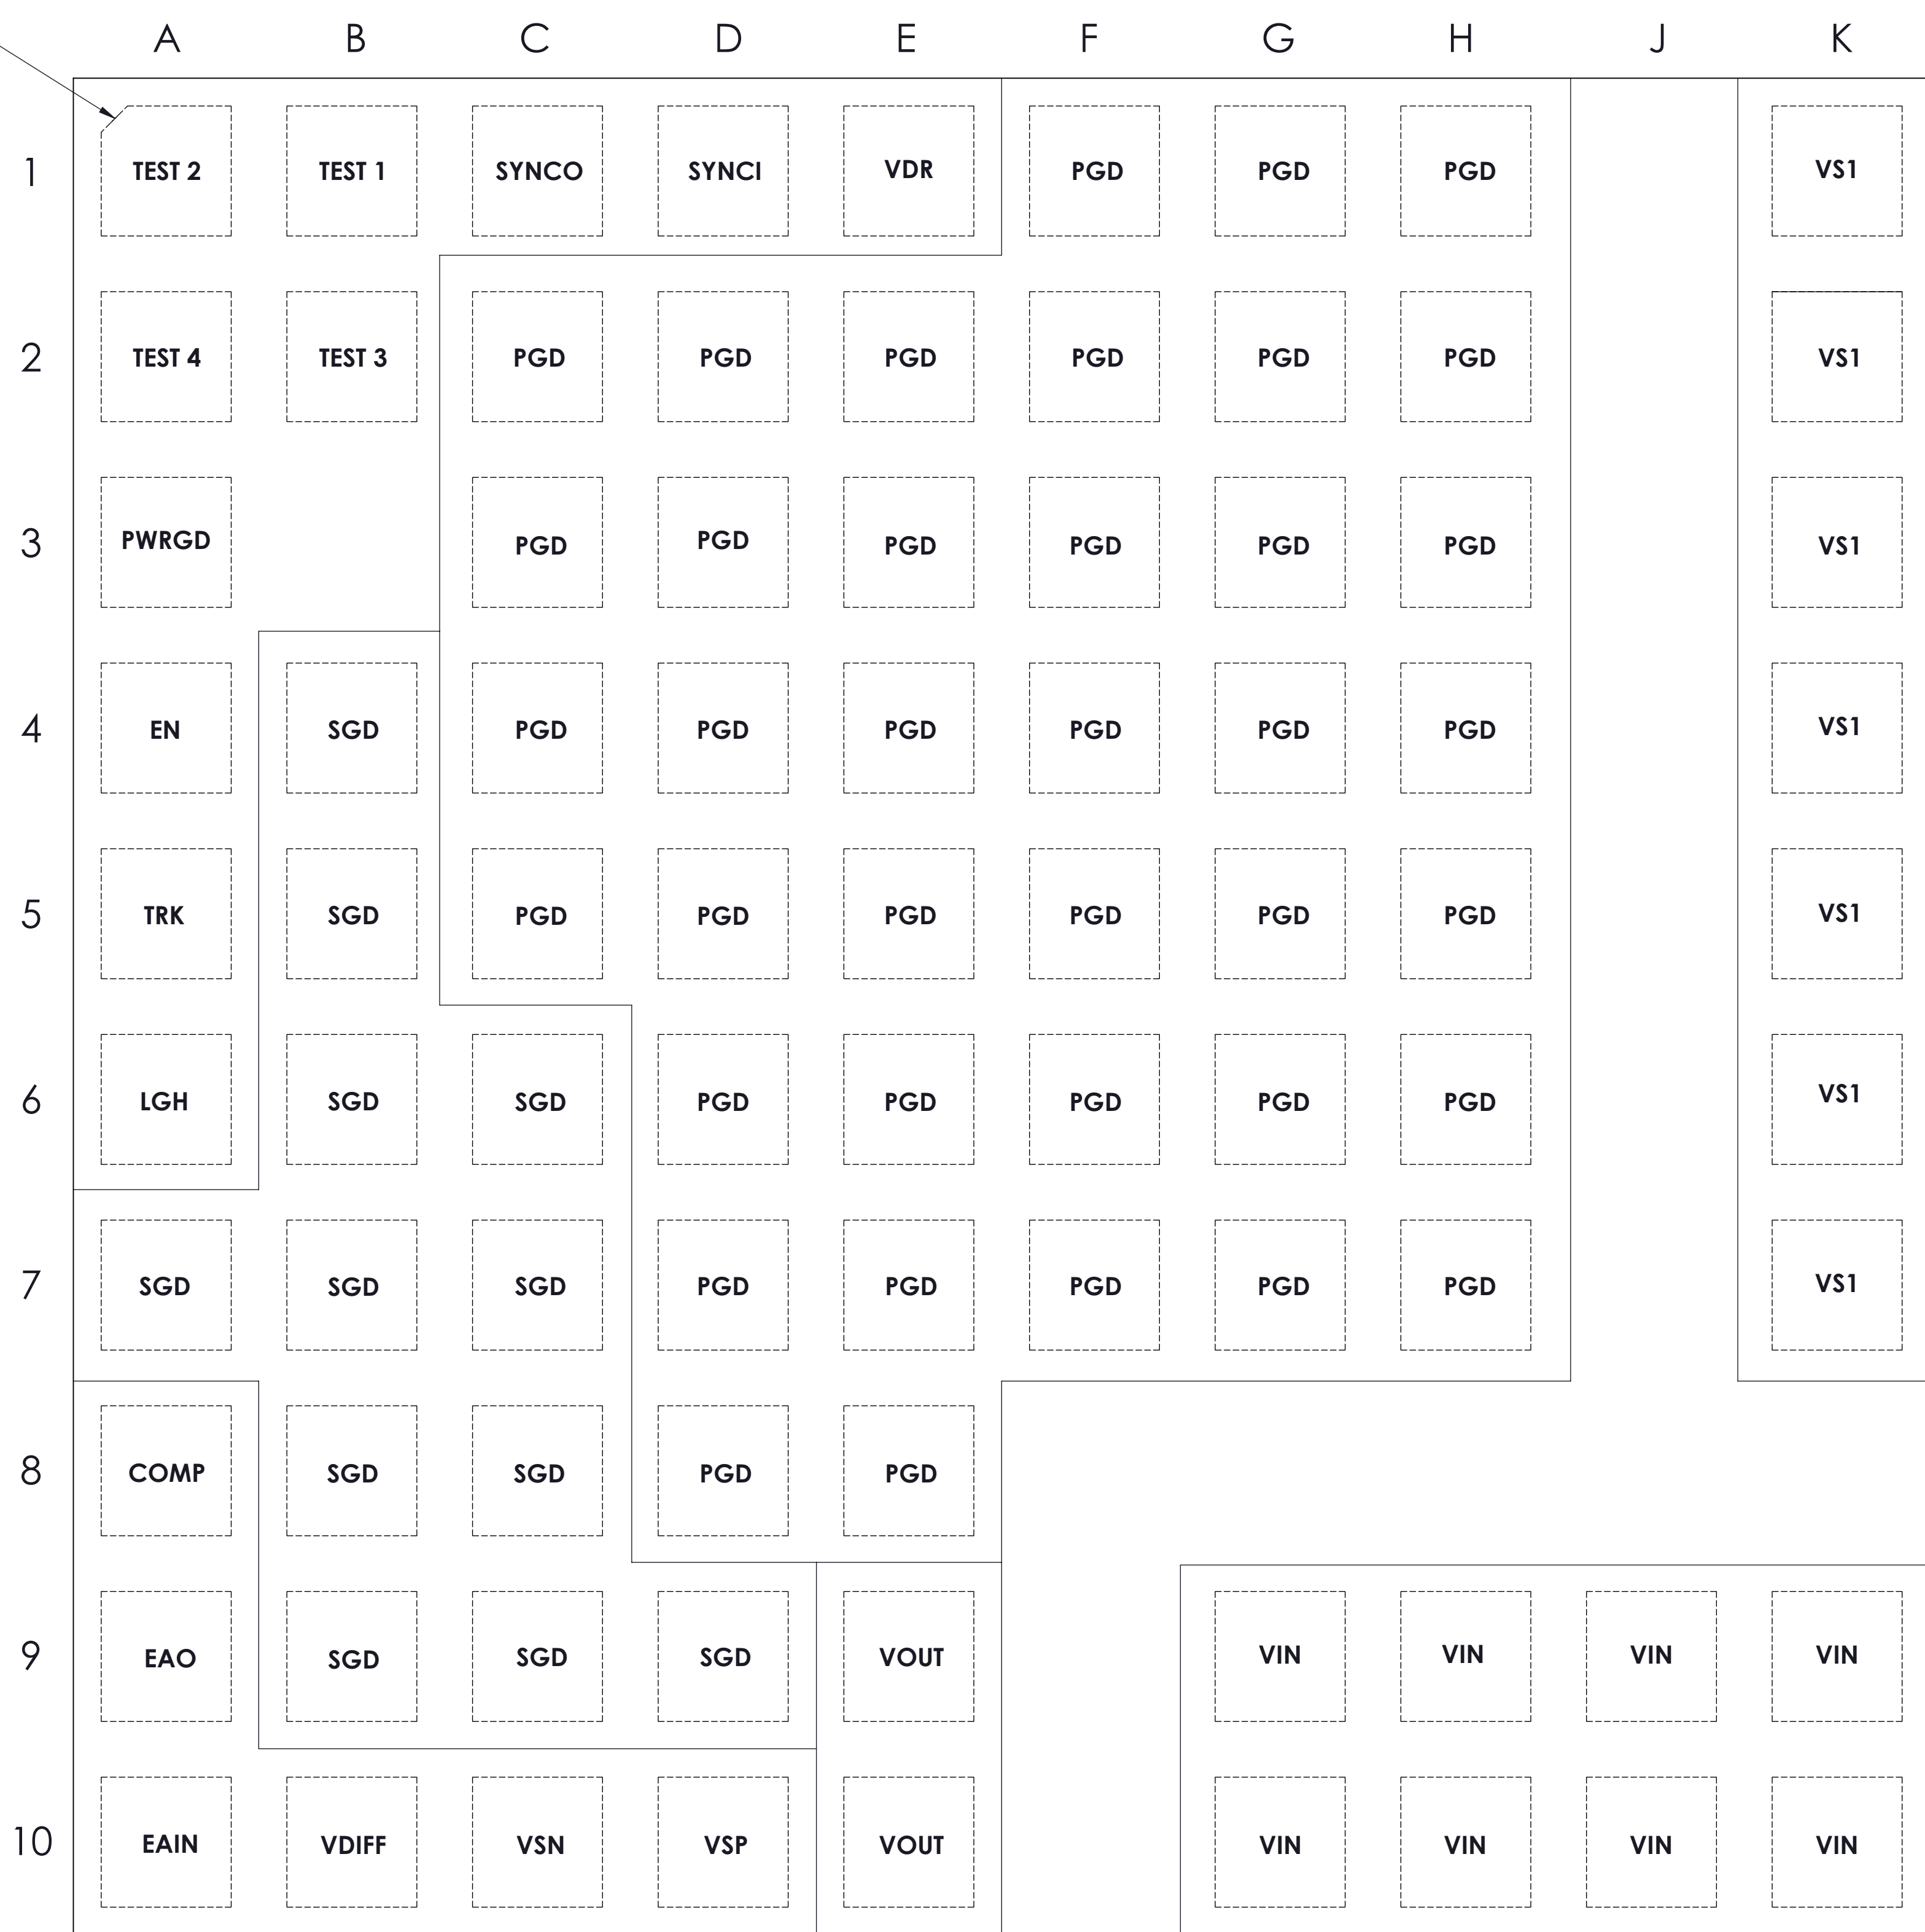 A B C D E F G H J K
1 TEST 2 TEST 1 SYNCO SYNCI VDR PGD PGD PGD VS1
2 TEST 4 TEST 3 PGD PGD PGD PGD PGD PGD VS1
3 PWRGD PGD PGD PGD PGD PGD PGD VS1
4 EN SGD PGD PGD PGD PGD PGD PGD VS1
5 TRK SGD PGD PGD PGD PGD PGD PGD VS1
6 LGH SGD SGD PGD PGD PGD PGD PGD VS1
7 SGD SGD SGD PGD PGD PGD PGD PGD VS1
8 COMP SGD SGD PGD PGD
9 EAO SGD SGD SGD VOUT VIN VIN VIN VIN
10 EAIN VDIFF VSN VSP VOUT VIN VIN VIN VIN